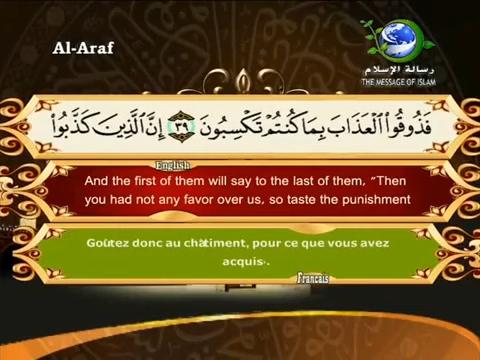 Al-Araf
رسالة الإسلام
THE MESSAGE OF ISLAM
فَذُوقُوا۟ ٱلْعَذَابَ بِمَا كُنتُمْ تَكْسِبُونَ ٣٩ إِنَّ ٱلَّذِينَ كَذَّبُوا۟
English
And the first of them will say to the last of them, "Then
you had not any favor over us, so taste the punishment
Goûtez donc au châtiment, pour ce que vous avez
acquis›.
Francais